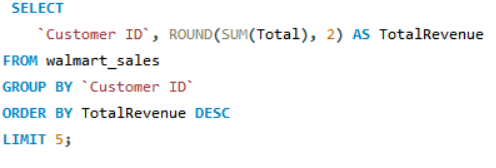 SELECT
`Customer ID`, ROUND(SUM(Total), 2) AS TotalRevenue
FROM walmart_sales
GROUP BY `Customer ID`
ORDER BY TotalRevenue DESC
LIMIT 5;